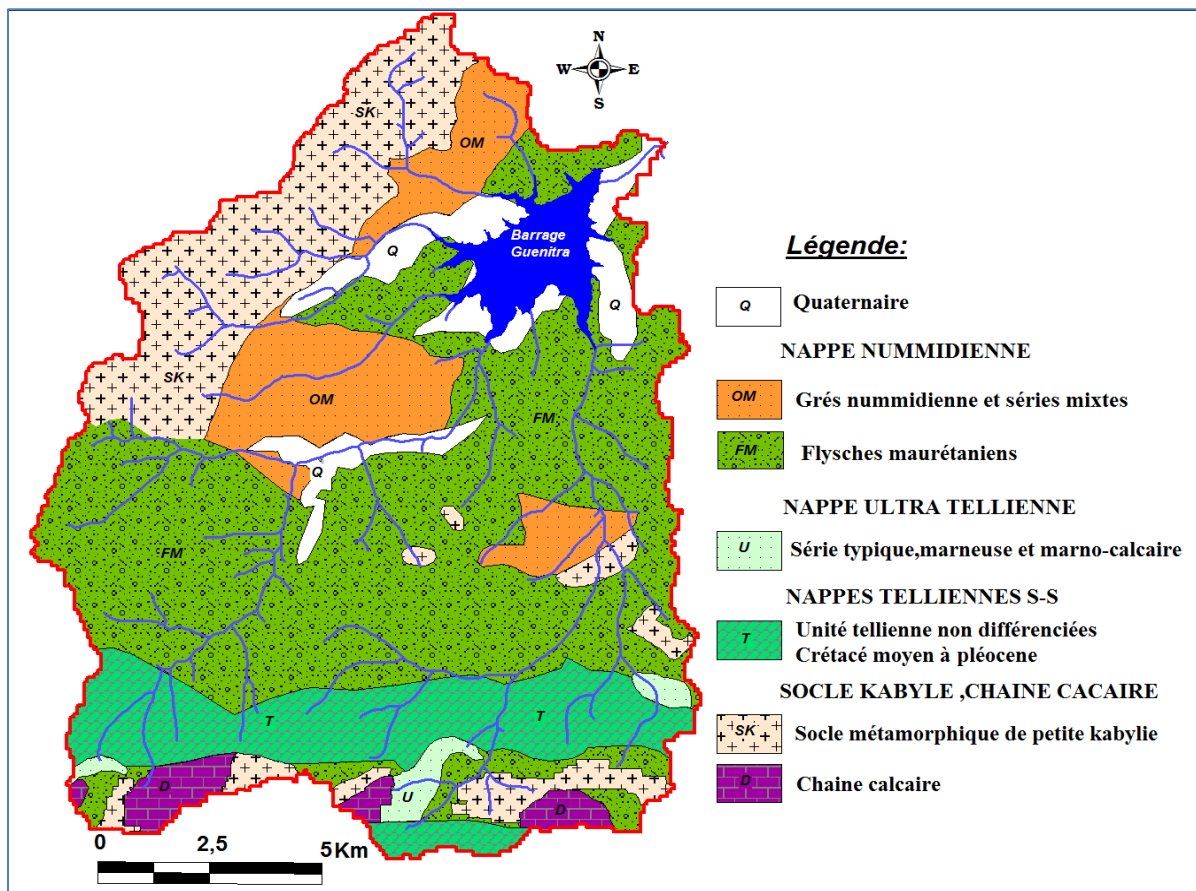 N
W E
S
SK
OM
Barrage
Guenitra
Q
Q
SK
OM
FM
Q
FM
T
T
D
U
D
0 2,5 5 Km
Légende:
Q Quaternaire
NAPPE NUMMIDIENNE
OM Grés nummidienne et séries mixtes
FM Flysches maurétaniens
NAPPE ULTRA TELLIENNE
U Série typique,marneuse et marno-calcaire
NAPPES TELLIENNES S-S
T Unité tellienne non différenciées
Crétacé moyen à pléocene
SOCLE KABYLE ,CHAINE CACAIRE
SK Socle métamorphique de petite kabylie
D Chaine calcaire